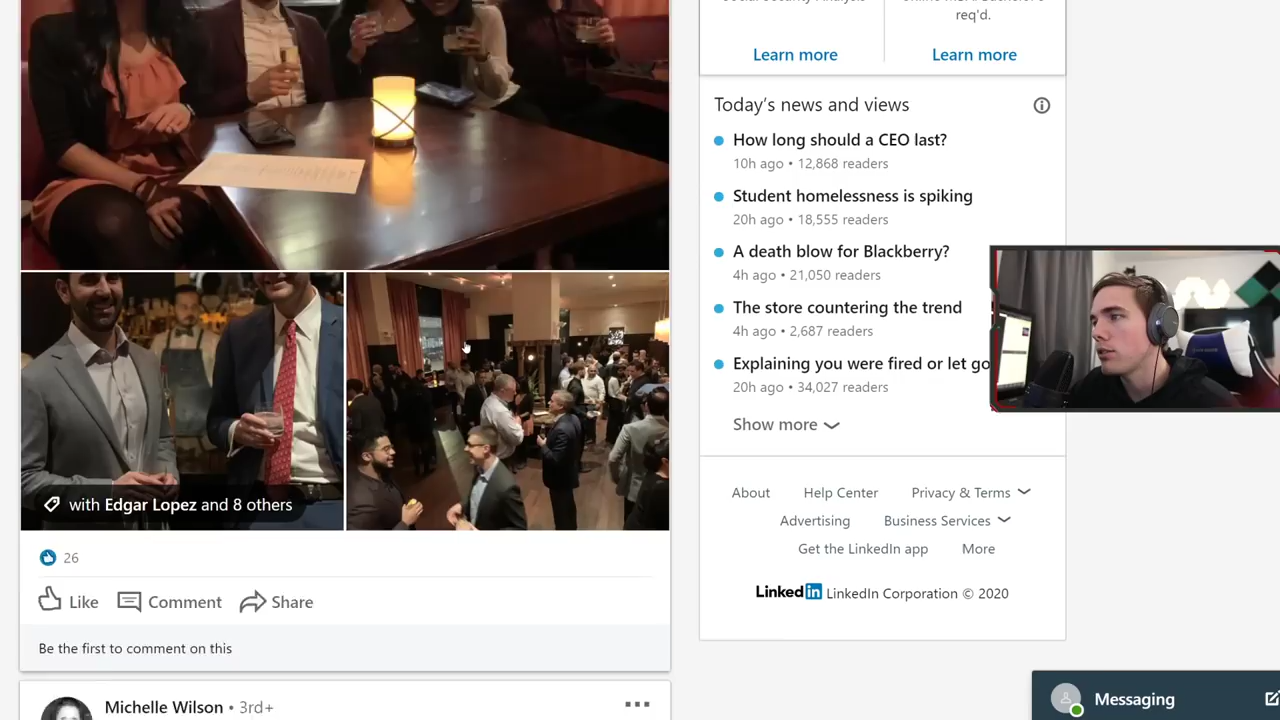 req'd.
Learn more
Learn more
Today's news and views
How long should a CEO last?
10h ago • 12,868 readers
Student homelessness is spiking
20h ago • 18,555 readers
A death blow for Blackberry?
4h ago • 21,050 readers
The store countering the trend
4h ago • 2,687 readers
Explaining you were fired or let go
20h ago • 34,027 readers
Show more
with Edgar Lopez and 8 others
26
Like
Comment
Share
Be the first to comment on this
Michelle Wilson • 3rd+
About
Help Center
Privacy & Terms
Advertising
Business Services
Get the LinkedIn app
More
LinkedIn LinkedIn Corporation © 2020
Messaging